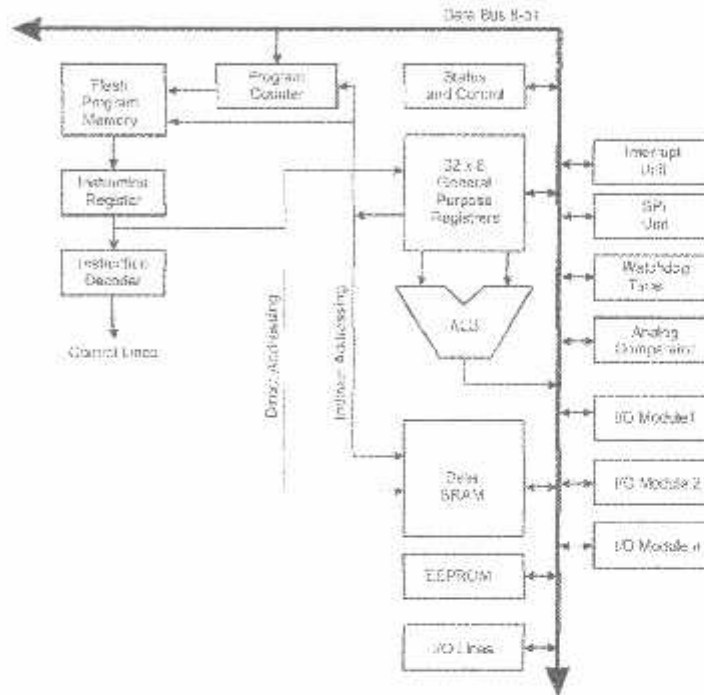 Data Bus 8-bit
Flash
Program
Memory
Program
Counter
Status
and Control
Instruction
Register
32 x 8
General
Purpose
Registrers
Interrupt
Unit
SPI
Unit
Instruction
Decoder
Watchdog
Timer
Direct Addressing
Indirect Addressing
ALU
Analog
Comparator
Control Lines
I/O Module1
Data
SRAM
I/O Module 2
I/O Module n
EEPROM
I/O Lines